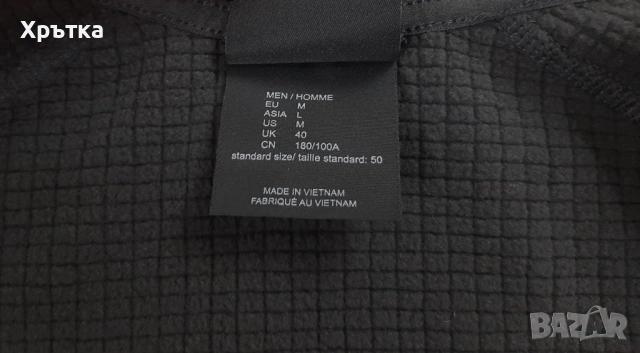 Хрътка
MEN / HOMME
EU M
ASIA L
US M
UK 40
CN 180/100A
standard size/ taille standard: 50
MADE IN VIETNAM
FABRIQUÉ AU VIETNAM
BAZAR